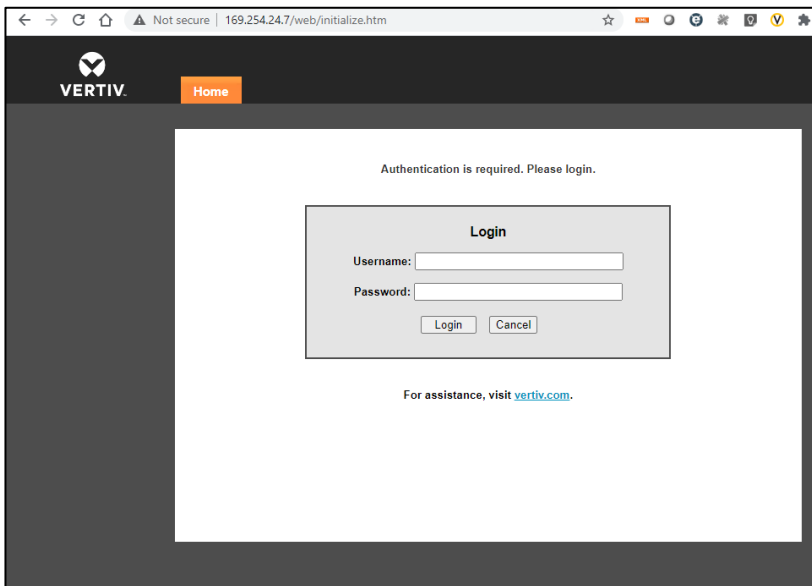 Not secure | 169.254.24.7/web/initialize.htm
VERTIV.
Home
Authentication is required. Please login.
Login
Username:
Password:
Login Cancel
For assistance, visit vertiv.com.